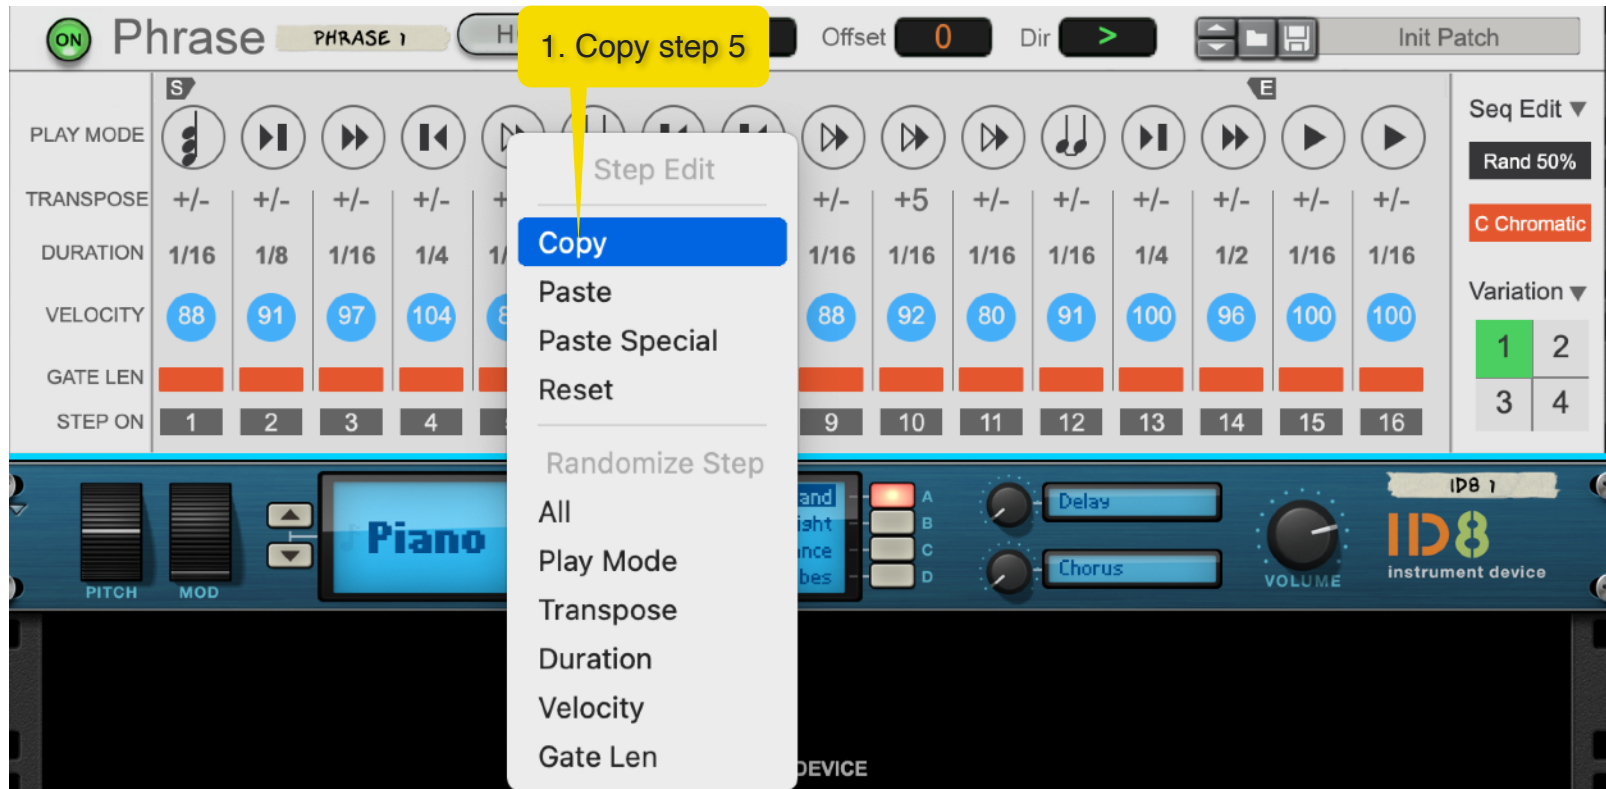 ON Phrase PHRASE 1 Offset 0 Dir > Init Patch
1. Copy step 5
S E
PLAY MODE
Seq Edit
Rand 50%
TRANSPOSE +/- +/- +/- +/- +/- +5 +/- +/- +/- +/- +/- +/-
C Chromatic
DURATION 1/16 1/8 1/16 1/4 1/16 1/16 1/16 1/16 1/4 1/2 1/16 1/16
Variation
VELOCITY 88 91 97 104 88 92 80 91 100 96 100 100
1 2
3 4
GATE LEN
STEP ON 1 2 3 4 9 10 11 12 13 14 15 16
Step Edit
Copy
Paste
Paste Special
Reset
Randomize Step
All
Play Mode
Transpose
Duration
Velocity
Gate Len
PITCH MOD
Piano
A
B
C
D
Delay
Chorus
VOLUME
ID8 1
ID8
instrument device
DEVICE